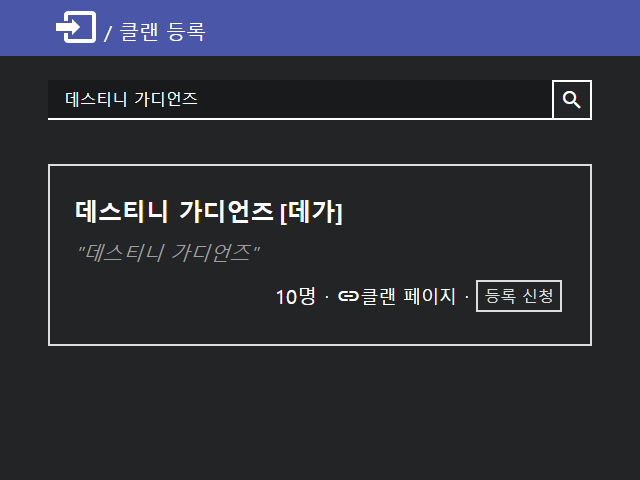 / 클랜 등록
데스티니 가디언즈
데스티니 가디언즈 [데가]
"데스티니 가디언즈"
10명 · 클랜 페이지 · 등록 신청